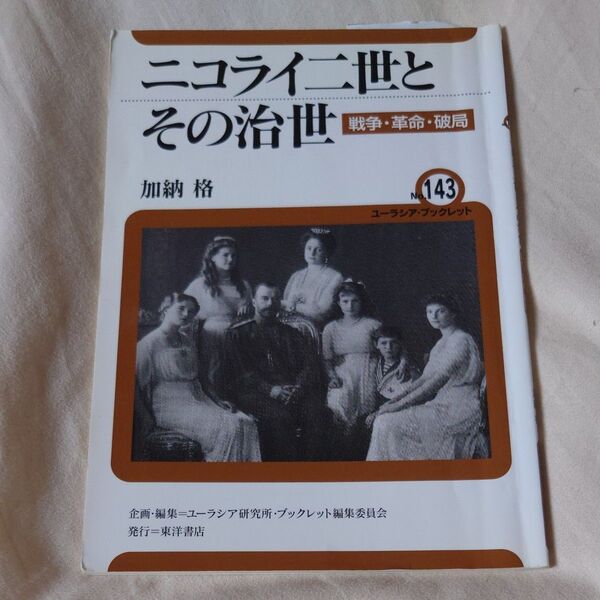 ニコライ二世と
その治世 戦争・革命・破局
加納 格
No.143
ユーラシア・ブックレット
企画・編集=ユーラシア研究所・ブックレット編集委員会
発行=東洋書店